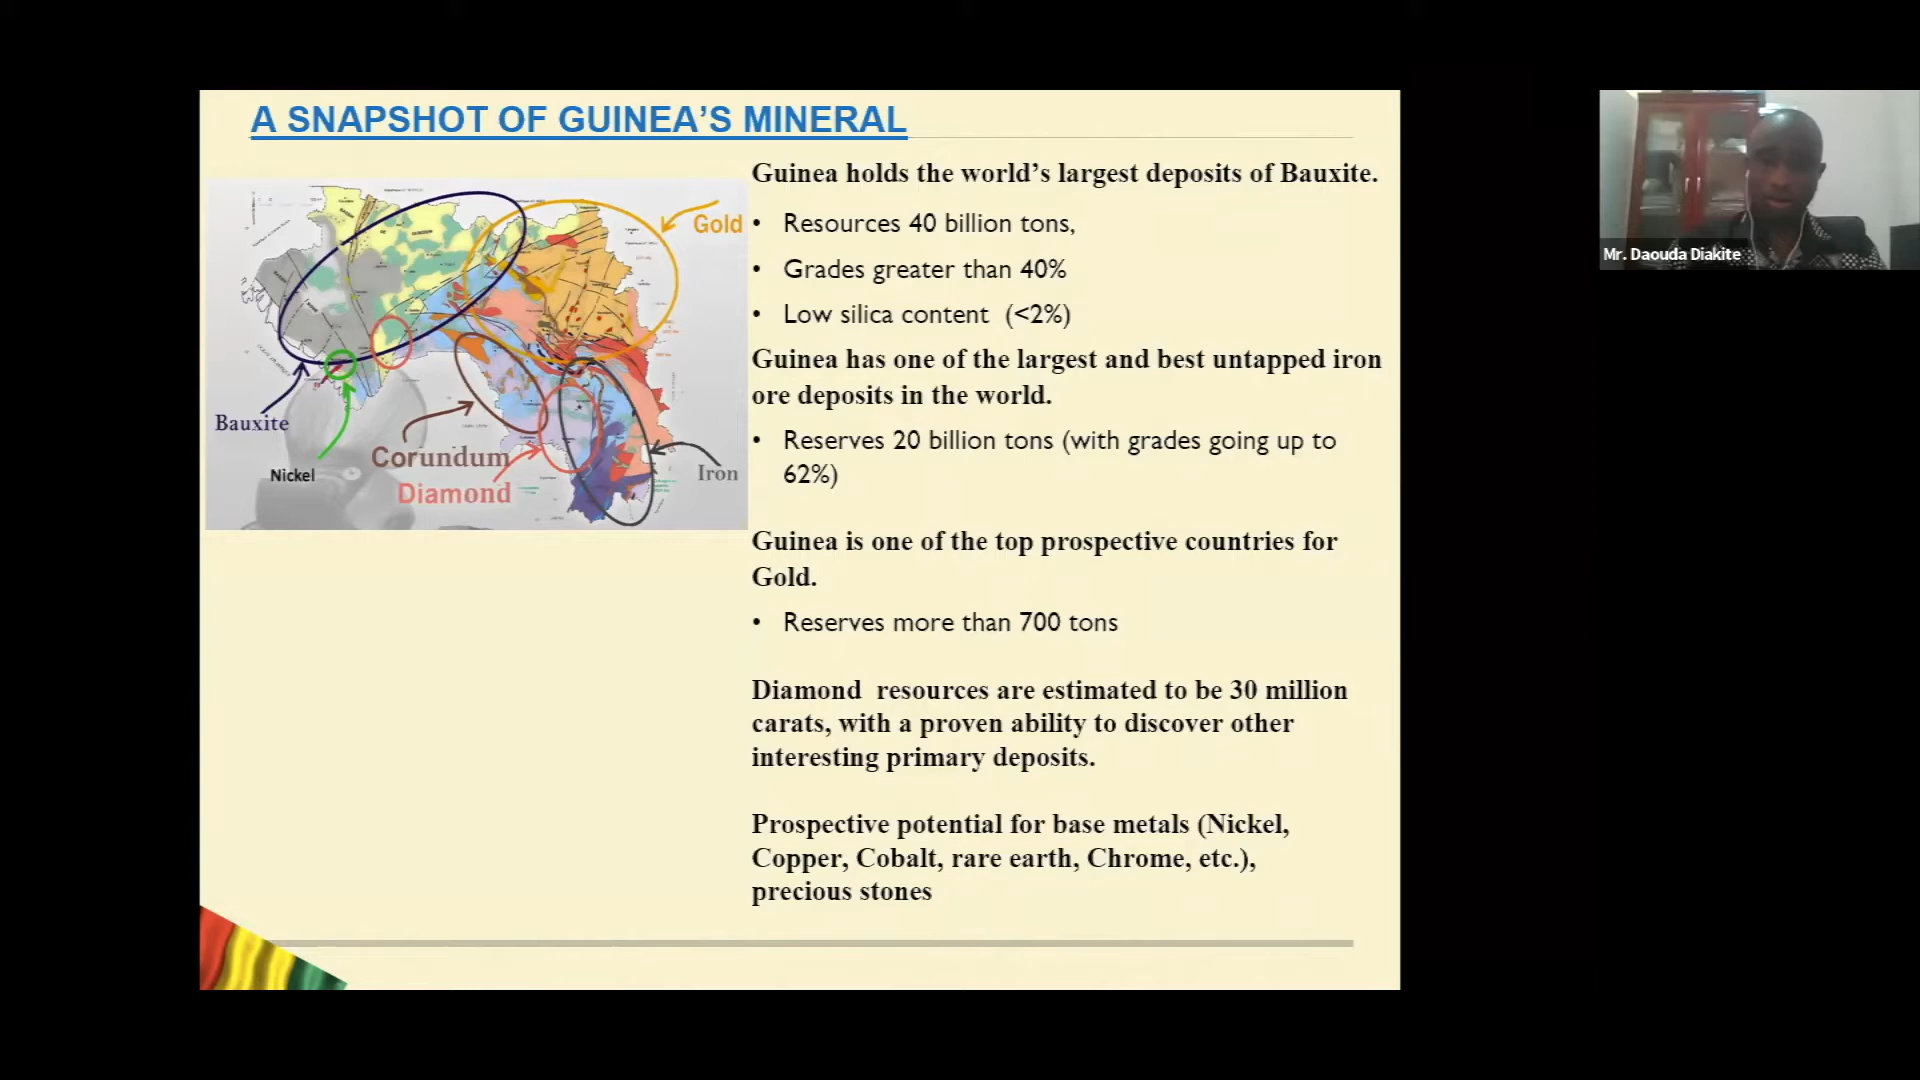 A SNAPSHOT OF GUINEA’S MINERAL
Gold
Bauxite
Nickel
Corundum
Diamond
Iron
Guinea holds the world’s largest deposits of Bauxite.
• Resources 40 billion tons,
• Grades greater than 40%
• Low silica content (<2%)
Guinea has one of the largest and best untapped iron
ore deposits in the world.
• Reserves 20 billion tons (with grades going up to
62%)
Guinea is one of the top prospective countries for
Gold.
• Reserves more than 700 tons
Diamond resources are estimated to be 30 million
carats, with a proven ability to discover other
interesting primary deposits.
Prospective potential for base metals (Nickel,
Copper, Cobalt, rare earth, Chrome, etc.),
precious stones
Mr. Daouda Diakite